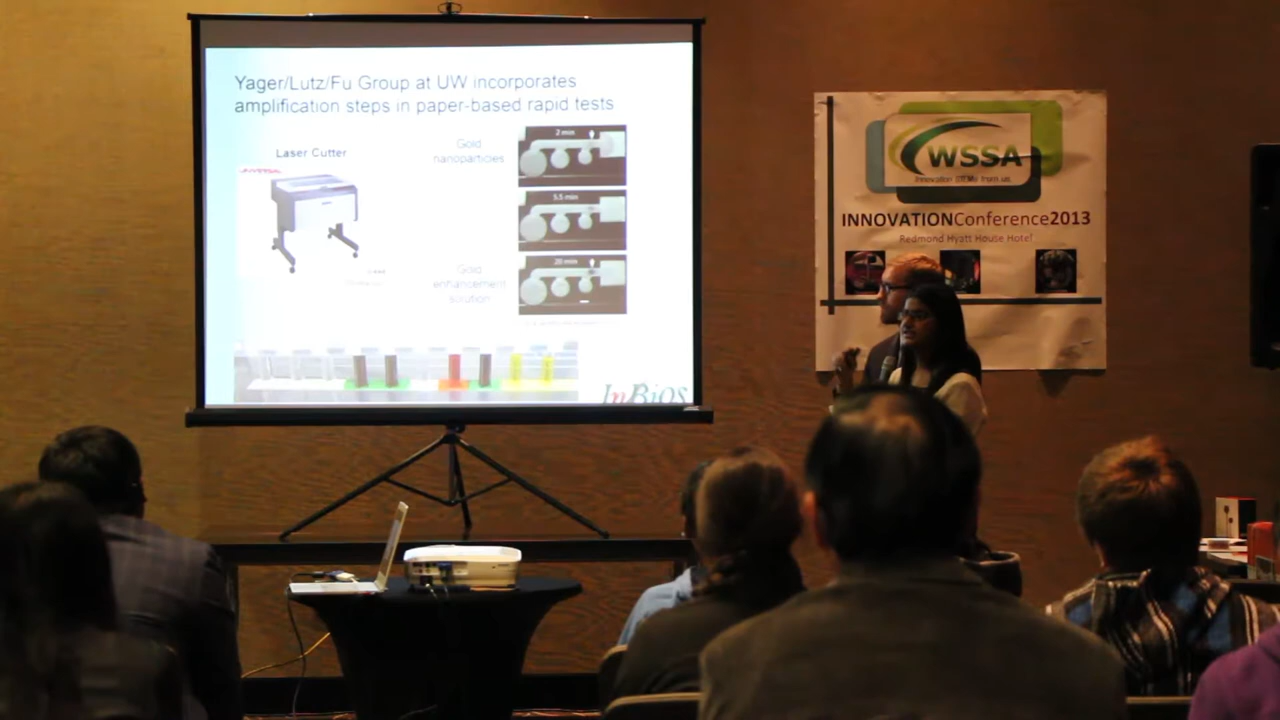 Yager/Lutz/Fu Group at UW incorporates
amplification steps in paper-based rapid tests
Laser Cutter
Gold
nanoparticles
2 min
5.5 min
Gold
enhancement
solution
20 min
InBiOS
WSSA
INNOVATIONConference2013
Redmond Hyatt House Hotel